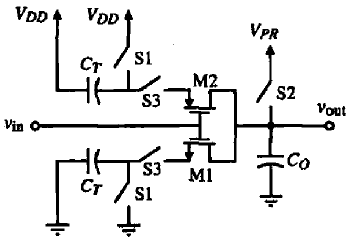 VDD VDD
S1 VPR
CT M2
S3 S2
vin vout
S3 M1 CO
CT S1